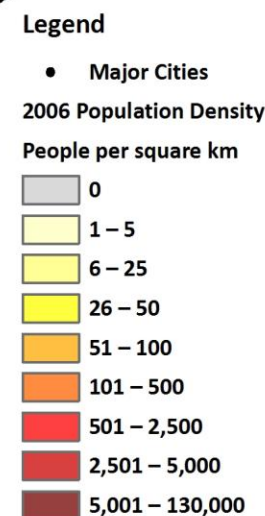 Legend
• Major Cities
2006 Population Density
People per square km
0
1 – 5
6 – 25
26 – 50
51 – 100
101 – 500
501 – 2,500
2,501 – 5,000
5,001 – 130,000